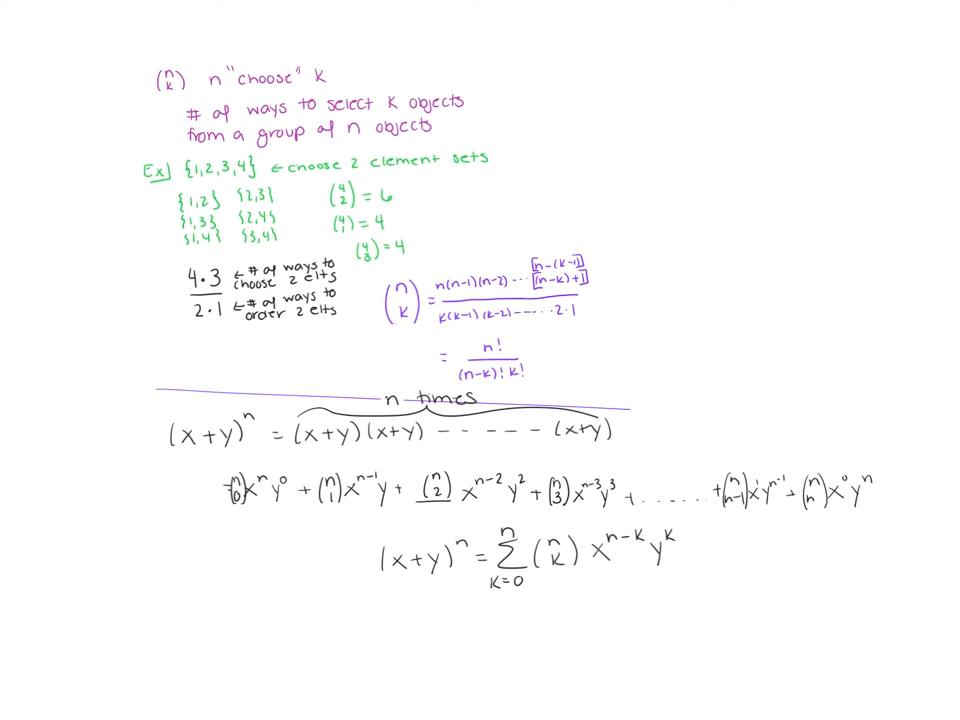 (n k) n "choose" k
# of ways to select k objects
from a group of n objects
Ex] {1,2,3,4} ← choose 2 element sets
{1,2} {2,3} (4 2) = 6
{1,3} {2,4} (4 1) = 4
{1,4} {3,4} (4 3) = 4
4·3 ← # of ways to choose 2 elts
2·1 ← # of ways to order 2 elts
[n-(k-1)]
(n k) = n(n-1)(n-2) ··· [(n-k)+1] / k(k-1)(k-2) ----··· 2·1
= n! / (n-k)! k!
n times
(x+y)^n = (x+y)(x+y) - - - - - - (x+y)
(n 0)x^n y^0 + (n 1)x^{n-1}y + (n 2) x^{n-2} y^2 + (n 3)x^{n-3}y^3 + ........ + (n n-1)x^1y^{n-1} + (n n)x^0y^n
(x+y)^n = ∑_{k=0}^{n} (n k) x^{n-k} y^k